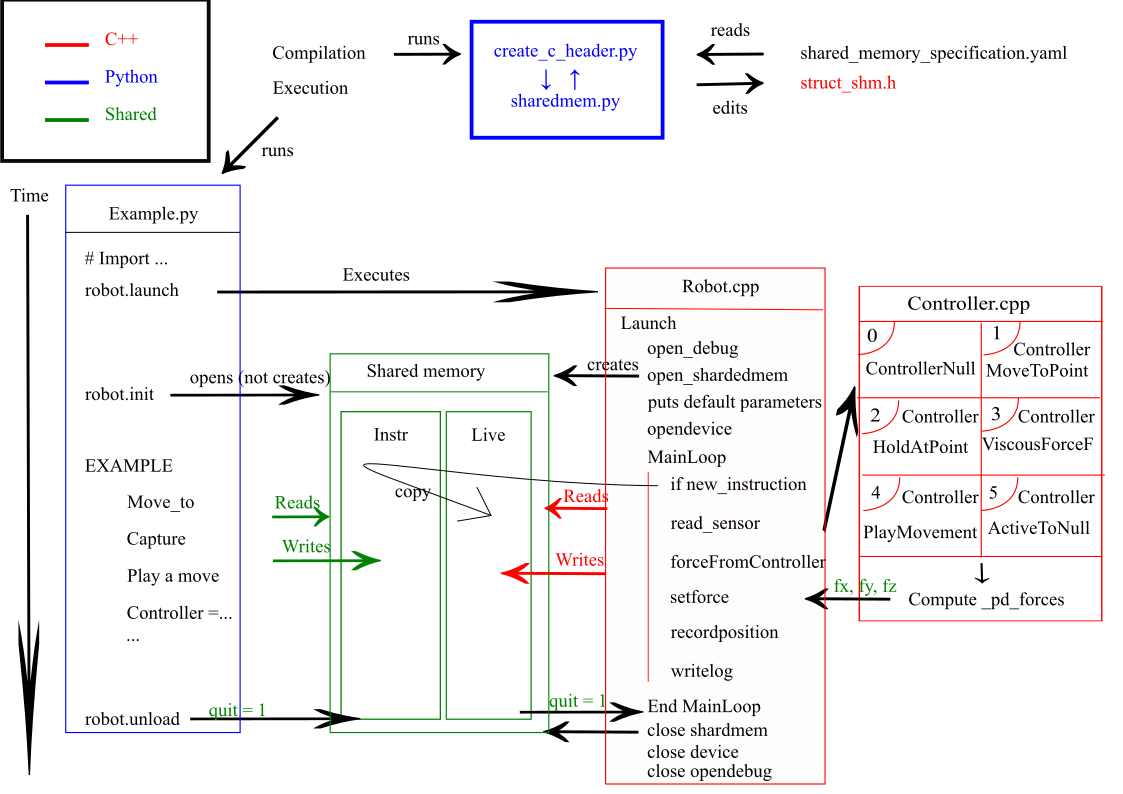 C++
Python
Shared
Compilation
Execution
runs
runs
create_c_header.py
↓ ↑
sharedmem.py
reads
edits
shared_memory_specification.yaml
struct_shm.h
Time
Example.py
# Import ...
robot.launch
robot.init
EXAMPLE
Move_to
Capture
Play a move
Controller =...
...
robot.unload
Executes
opens (not creates)
Reads
Writes
quit = 1
Shared memory
Instr
Live
copy
creates
Reads
Writes
quit = 1
Robot.cpp
Launch
open_debug
open_shardedmem
puts default parameters
opendevice
MainLoop
if new_instruction
read_sensor
forceFromController
setforce
recordposition
writelog
End MainLoop
close shardmem
close device
close opendebug
Controller.cpp
0
ControllerNull
1
Controller
MoveToPoint
2 Controller
HoldAtPoint
3 Controller
ViscousForceF
4 Controller
PlayMovement
5 Controller
ActiveToNull
↓
fx, fy, fz
Compute _pd_forces